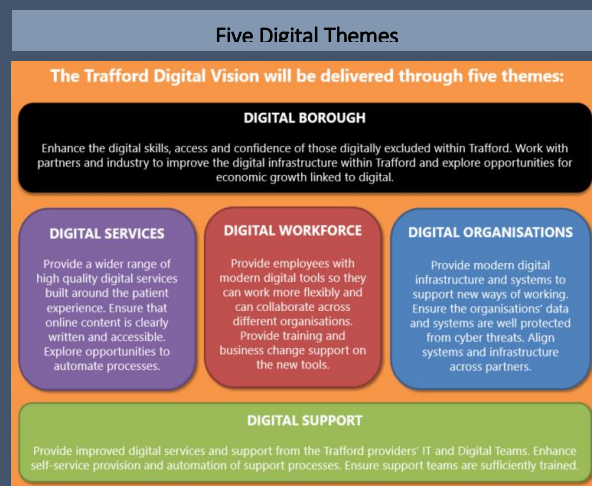 Five Digital Themes
The Trafford Digital Vision will be delivered through five themes:
DIGITAL BOROUGH
Enhance the digital skills, access and confidence of those digitally excluded within Trafford. Work with
partners and industry to improve the digital infrastructure within Trafford and explore opportunities for
economic growth linked to digital.
DIGITAL SERVICES
Provide a wider range of
high quality digital services
built around the patient
experience. Ensure that
online content is clearly
written and accessible.
Explore opportunities to
automate processes.
DIGITAL WORKFORCE
Provide employees with
modern digital tools so they
can work more flexibly and
can collaborate across
different organisations.
Provide training and
business change support on
the new tools.
DIGITAL ORGANISATIONS
Provide modern digital
infrastructure and systems to
support new ways of working.
Ensure the organisations' data
and systems are well protected
from cyber threats. Align
systems and infrastructure
across partners.
DIGITAL SUPPORT
Provide improved digital services and support from the Trafford providers' IT and Digital Teams. Enhance
self-service provision and automation of support processes. Ensure support teams are sufficiently trained.